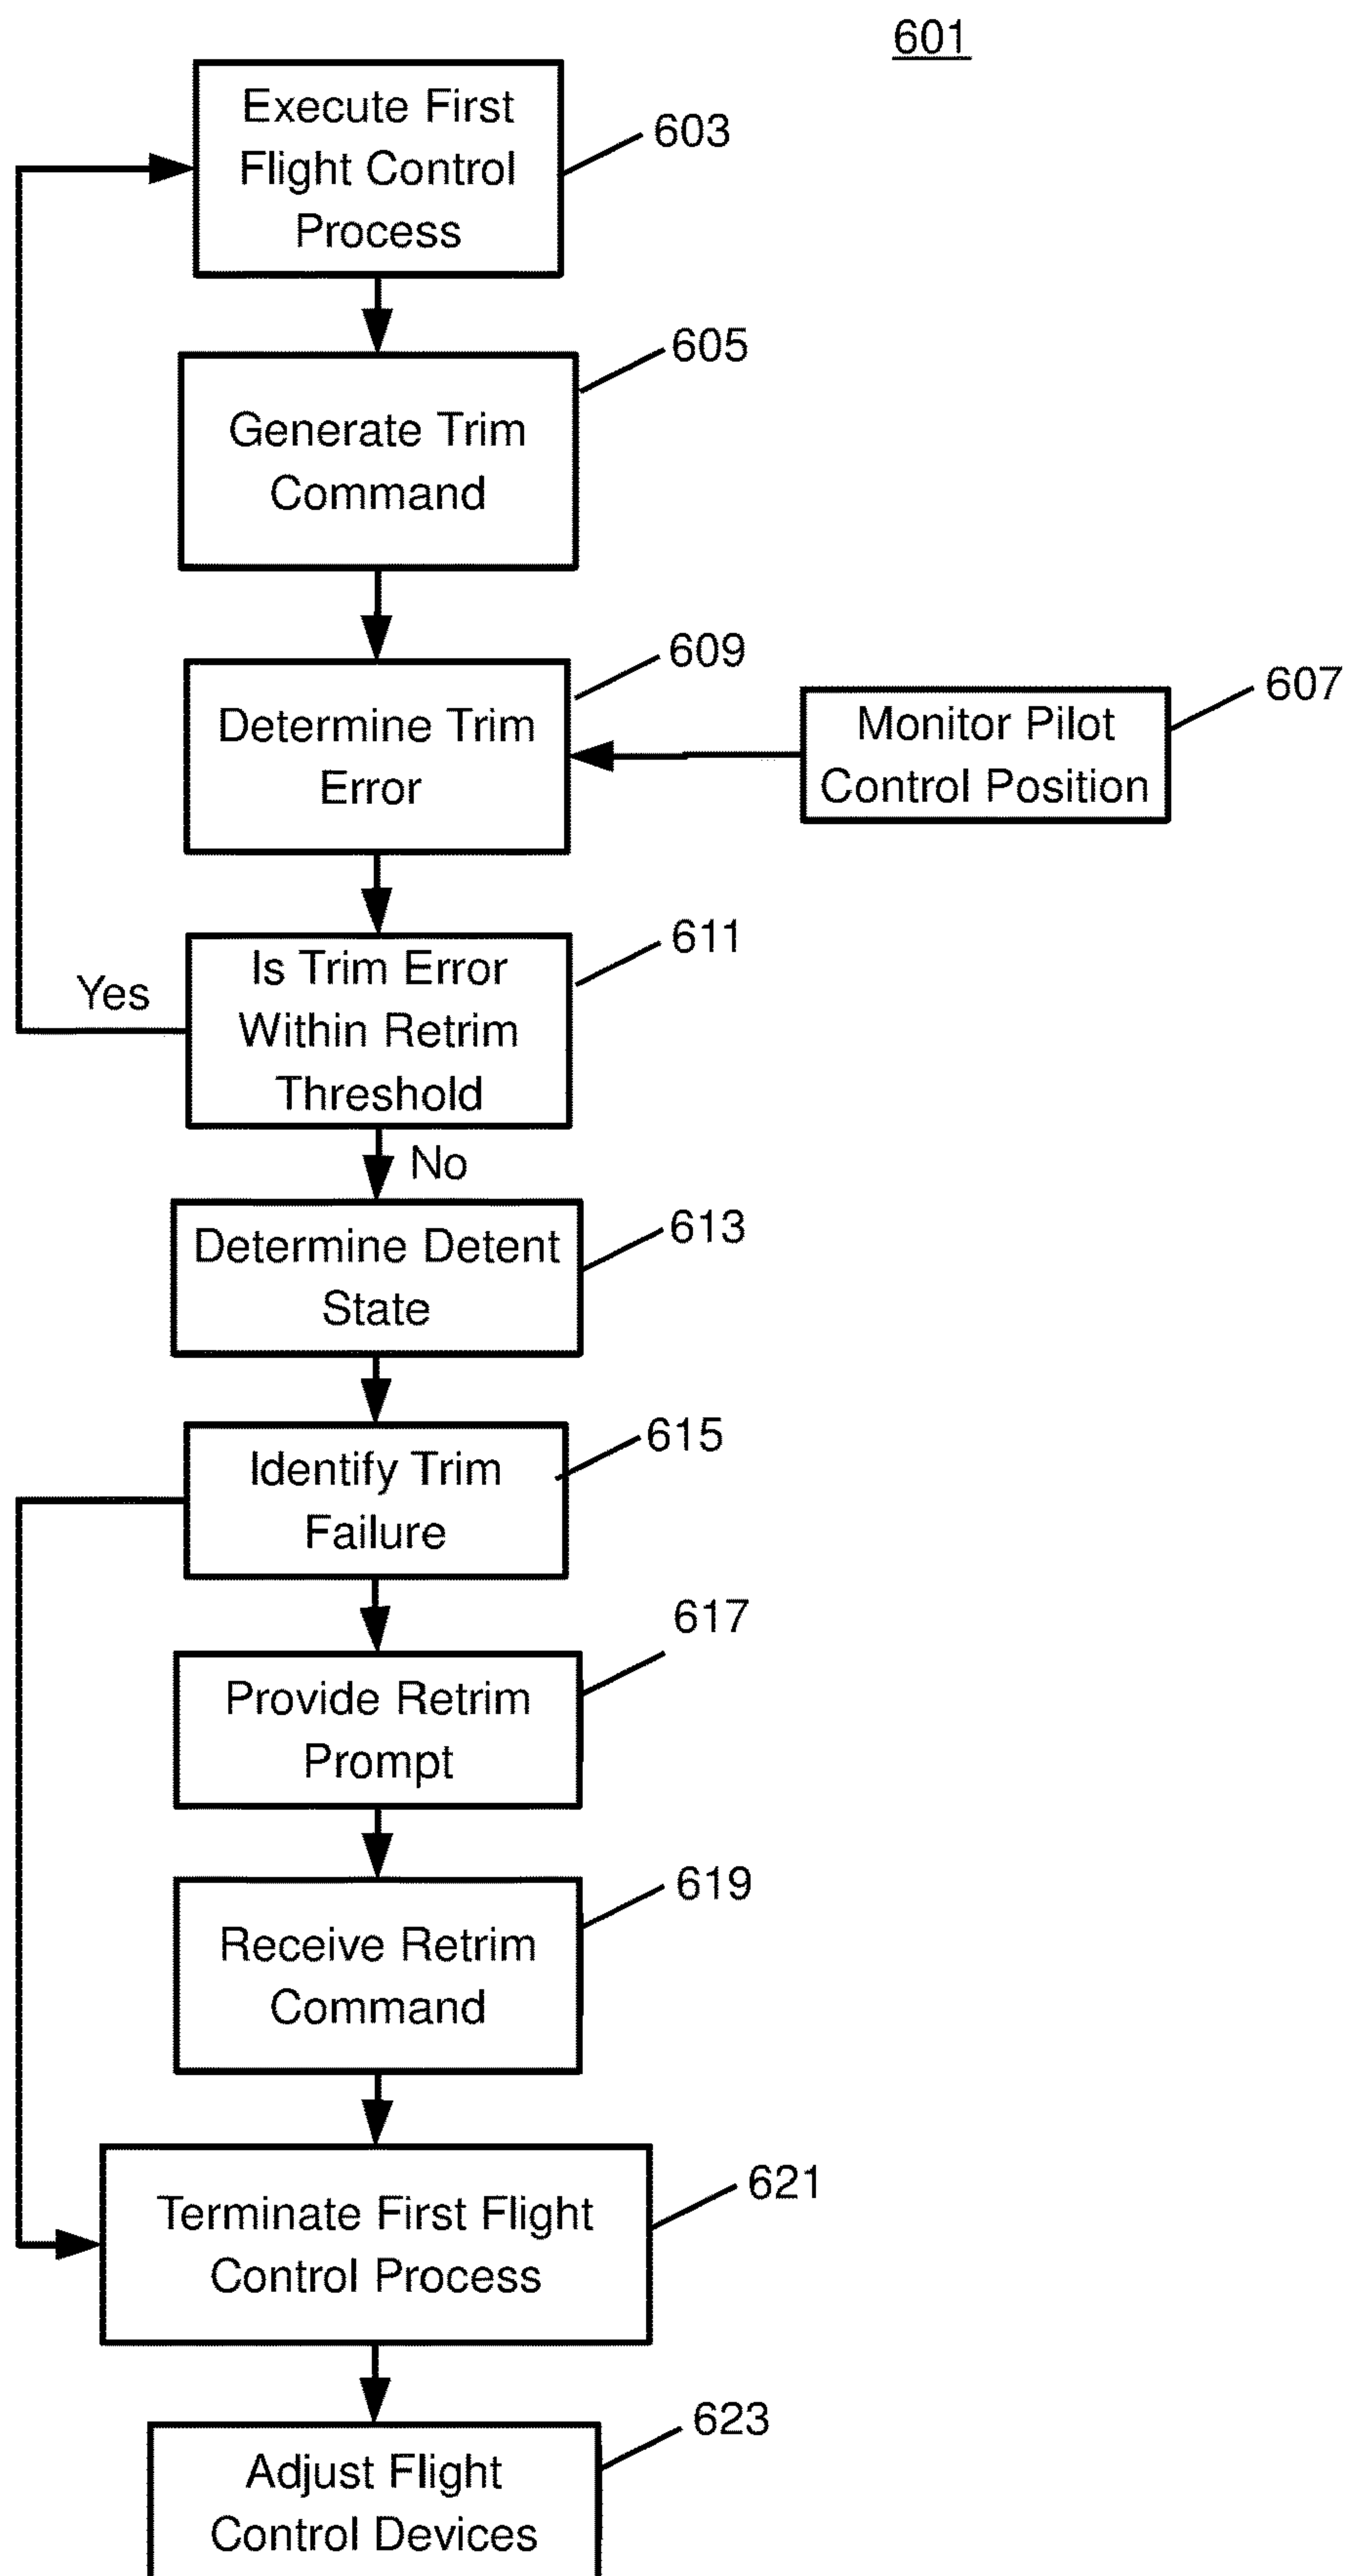 601
Execute First
Flight Control
Process
603
Generate Trim
Command
605
Determine Trim
Error
609
Monitor Pilot
Control Position
607
Is Trim Error
Within Retrim
Threshold
611
Yes
No
Determine Detent
State
613
Identify Trim
Failure
615
Provide Retrim
Prompt
617
Receive Retrim
Command
619
Terminate First Flight
Control Process
621
Adjust Flight
Control Devices
623